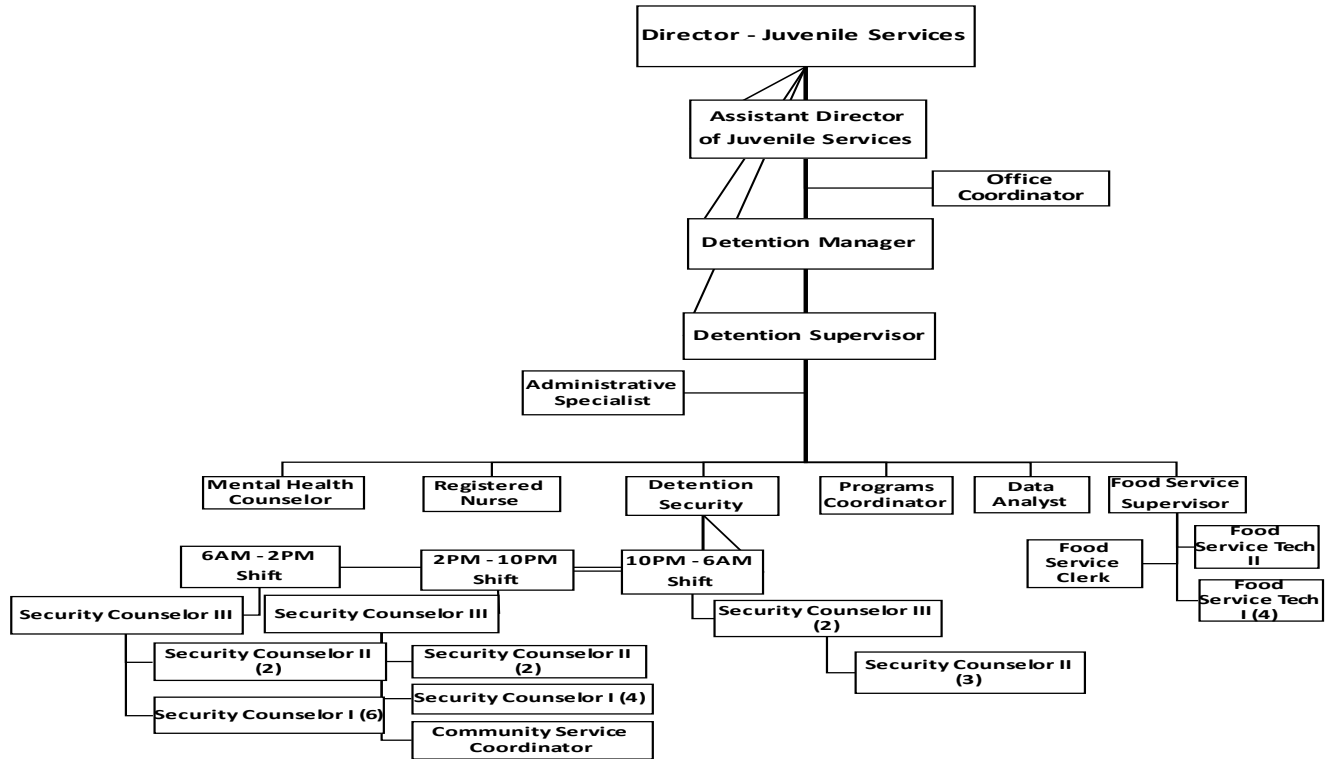 Director - Juvenile Services
Assistant Director
of Juvenile Services
Office
Coordinator
Detention Manager
Detention Supervisor
Administrative
Specialist
Mental Health
Counselor
Registered
Nurse
Detention
Security
Programs
Coordinator
Data
Analyst
Food Service
Supervisor
6AM - 2PM
Shift
2PM - 10PM
Shift
10PM - 6AM
Shift
Food
Service
Clerk
Food
Service Tech
II
Food
Service Tech
I (4)
Security Counselor III
Security Counselor III
Security Counselor III
(2)
Security Counselor II
(2)
Security Counselor II
(2)
Security Counselor II
(3)
Security Counselor I (6)
Security Counselor I (4)
Community Service
Coordinator